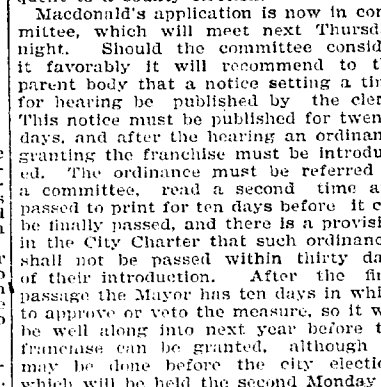 Macdonald's application is now in com
mittee, which will meet next Thursd
night. Should the committee consid
it favorably it will recommend to t
parent body that a notice setting a tim
for hearing be published by the cler
This notice must be published for twen
days, and after the hearing an ordinan
granting the franchise must be introdu
ed. The ordinance must be referred
a committee, read a second time a
passed to print for ten days before it c
be finally passed, and there is a provisi
in the City Charter that such ordinanc
shall not be passed within thirty da
of their introduction. After the fin
passage the Mayor has ten days in whi
to approve or veto the measure, so it w
be well along into next year before t
franchise can be granted, although
may be done before the city electi
which will be held the second Monday